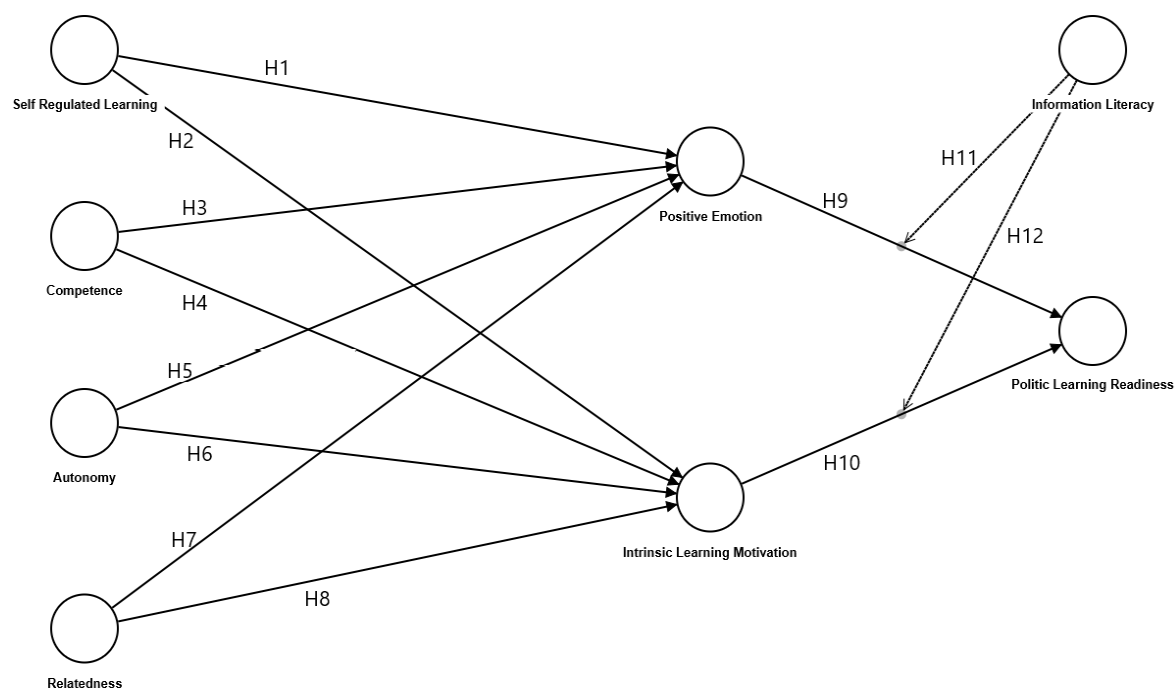 H1
Self Regulated Learning
Information Literacy
H2
H11
H3
H9
Positive Emotion
H12
Competence
H4
H5
Politic Learning Readiness
H6
H10
Autonomy
H7
Intrinsic Learning Motivation
H8
Relatedness